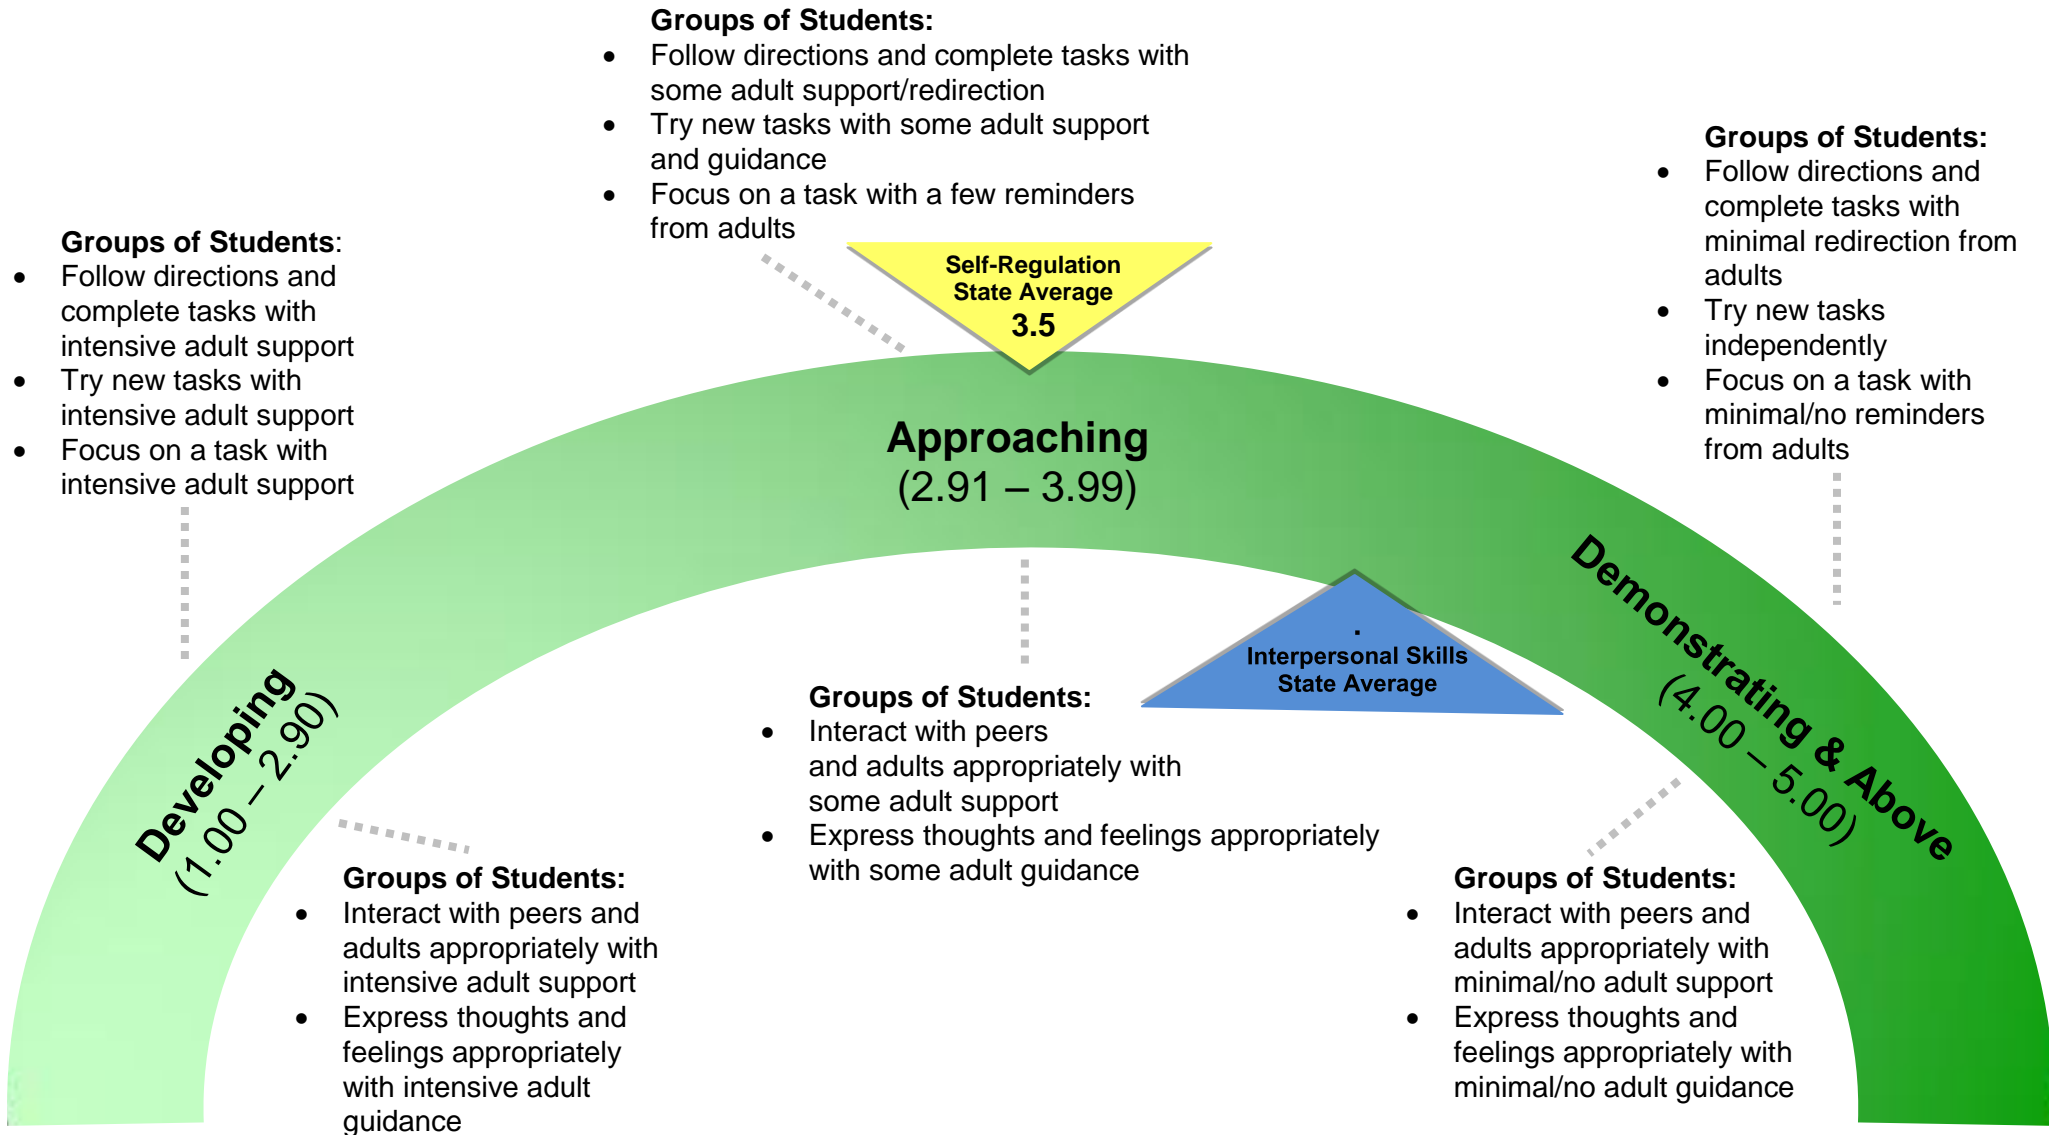 Groups of Students:
• Follow directions and complete tasks with
some adult support/redirection
• Try new tasks with some adult support
and guidance
• Focus on a task with a few reminders
from adults
Groups of Students:
• Follow directions and
complete tasks with
minimal redirection from
adults
• Try new tasks
independently
• Focus on a task with
minimal/no reminders
from adults
Groups of Students:
• Follow directions and
complete tasks with
intensive adult support
• Try new tasks with
intensive adult support
• Focus on a task with
intensive adult support
Self-Regulation
State Average
3.5
Approaching
(2.91 – 3.99)
Developing
(1.00 – 2.90)
Demonstrating & Above
(4.00 – 5.00)
.
Interpersonal Skills
State Average
Groups of Students:
• Interact with peers
and adults appropriately with
some adult support
• Express thoughts and feelings appropriately
with some adult guidance
Groups of Students:
• Interact with peers and
adults appropriately with
intensive adult support
• Express thoughts and
feelings appropriately
with intensive adult
guidance
Groups of Students:
• Interact with peers and
adults appropriately with
minimal/no adult support
• Express thoughts and
feelings appropriately with
minimal/no adult guidance